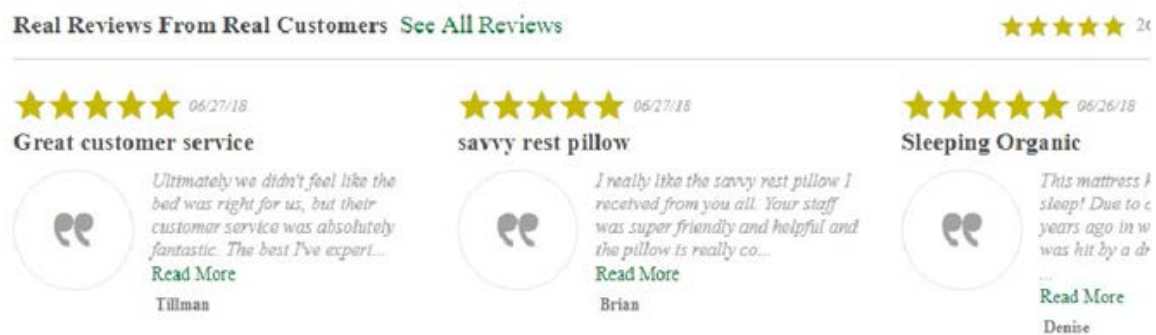 Real Reviews From Real Customers See All Reviews
06/27/18
Great customer service
Ultimately we didn't feel like the
bed was right for us, but their
customer service was absolutely
fantastic. The best I've experi...
Read More
Tillman
06/27/18
savvy rest pillow
I really like the savvy rest pillow I
received from you all. Your staff
was super friendly and helpful and
the pillow is really co...
Read More
Brian
06/26/18
Sleeping Organic
This mattress
sleep! Due to
years ago in
was hit by a
...
Read More
Denise